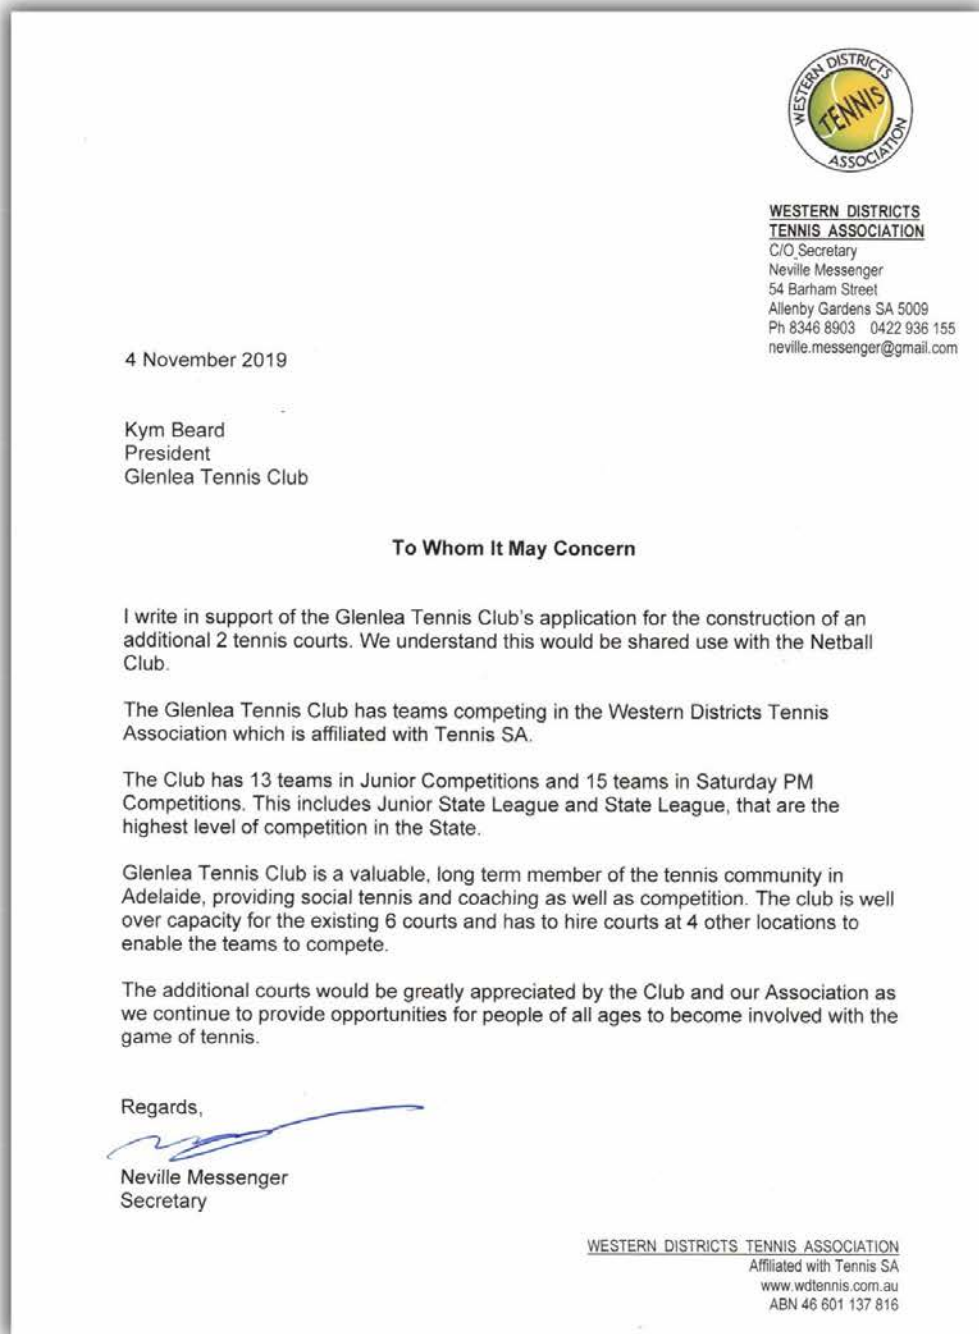 WESTERN DISTRICTS
TENNIS
ASSOCIATION
WESTERN DISTRICTS
TENNIS ASSOCIATION
C/O Secretary
Neville Messenger
54 Barham Street
Allenby Gardens SA 5009
Ph 8346 8903 0422 936 155
neville.messenger@gmail.com
4 November 2019
Kym Beard
President
Glenlea Tennis Club
To Whom It May Concern
I write in support of the Glenlea Tennis Club's application for the construction of an
additional 2 tennis courts. We understand this would be shared use with the Netball
Club.
The Glenlea Tennis Club has teams competing in the Western Districts Tennis
Association which is affiliated with Tennis SA.
The Club has 13 teams in Junior Competitions and 15 teams in Saturday PM
Competitions. This includes Junior State League and State League, that are the
highest level of competition in the State.
Glenlea Tennis Club is a valuable, long term member of the tennis community in
Adelaide, providing social tennis and coaching as well as competition. The club is well
over capacity for the existing 6 courts and has to hire courts at 4 other locations to
enable the teams to compete.
The additional courts would be greatly appreciated by the Club and our Association as
we continue to provide opportunities for people of all ages to become involved with the
game of tennis.
Regards,
Neville Messenger
Secretary
WESTERN DISTRICTS TENNIS ASSOCIATION
Affiliated with Tennis SA
www.wdtennis.com.au
ABN 46 601 137 816